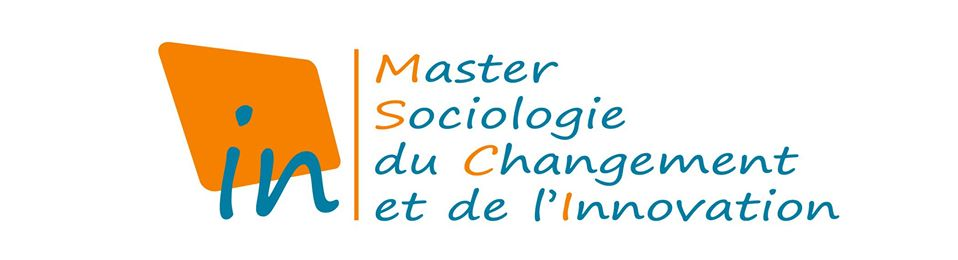 in
Master
Sociologie
du Changement
et de l'Innovation